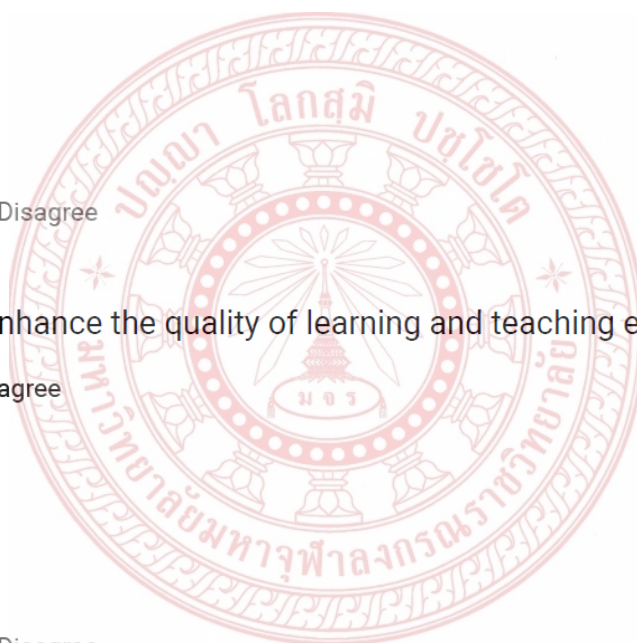 ปญฺญา โลกสฺมิ ปชฺโชโต
Disagree
nhance the quality of learning and teaching e
agree
ม จ ร
มหาวิทยาลัยมหาจุฬาลงกรณราชวิทยาลัย
Disagree